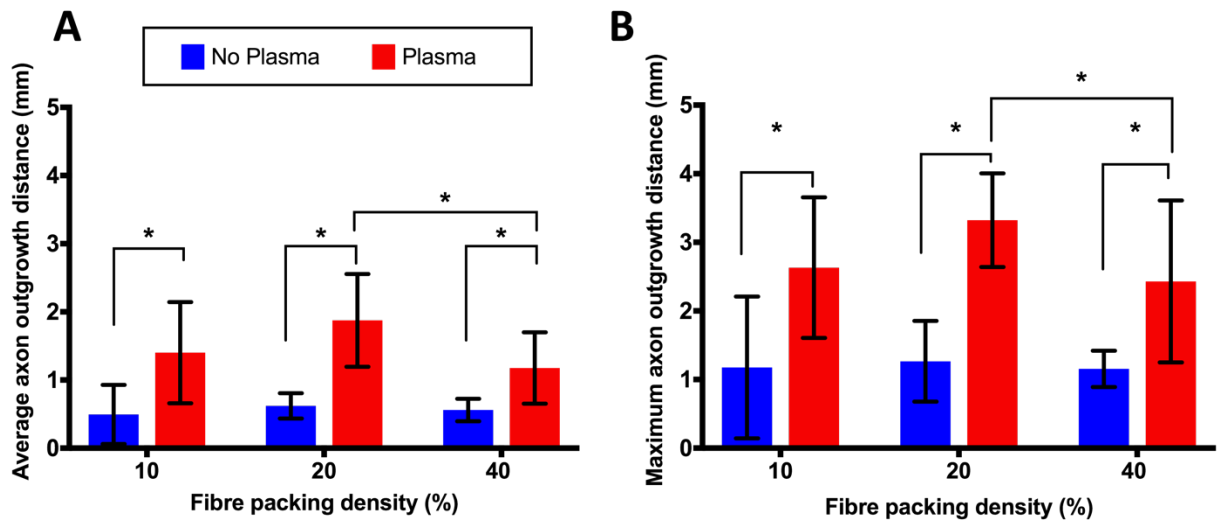 A
No Plasma Plasma
Average axon outgrowth distance (mm)
5
4
3
2
1
0
*
*
*
*
10 20 40
Fibre packing density (%)
B
Maximum axon outgrowth distance (mm)
5
4
3
2
1
0
*
*
*
*
10 20 40
Fibre packing density (%)